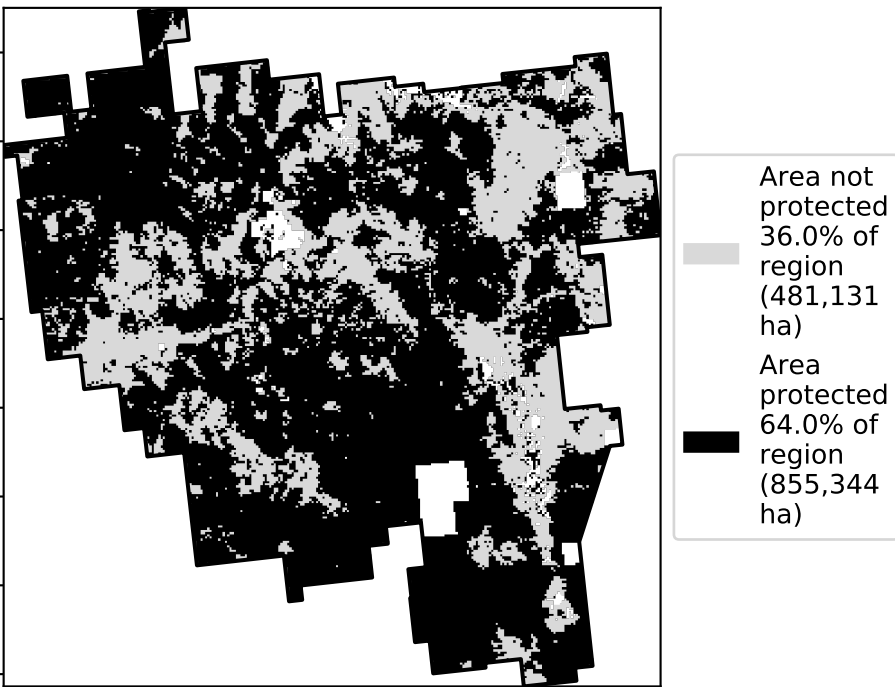 Area not
protected
36.0% of
region
(481,131
ha)
Area
protected
64.0% of
region
(855,344
ha)